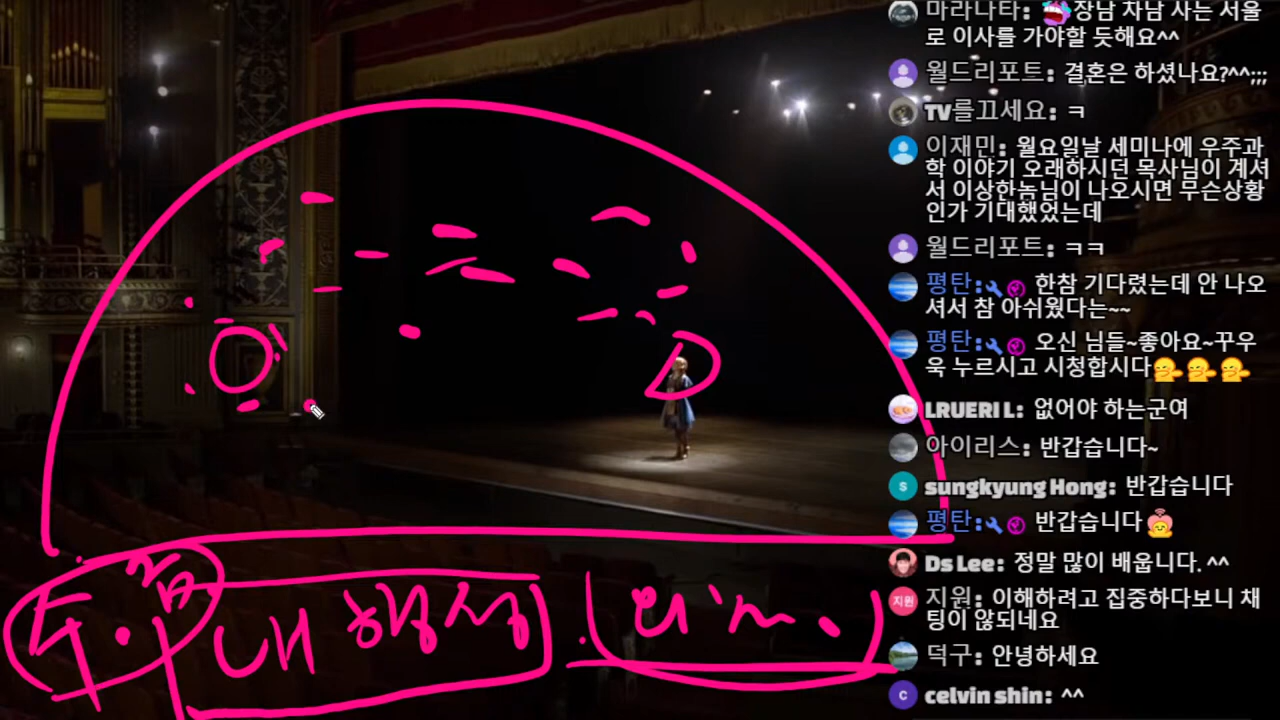 마라나타: 장남 차남 사는 서울
로 이사를 가야할 듯해요^^
월드리포트: 결혼은 하셨나요?^^;;;
TV를끄세요: ㅋ
이재민: 월요일날 세미나에 우주과
학 이야기 오래하시던 목사님이 계셔
서 이상한놈님이 나오시면 무슨상황
인가 기대했었는데
월드리포트: ㅋㅋ
평탄: 한참 기다렸는데 안 나오
셔서 참 아쉬웠다는~~
평탄: 오신 님들~좋아요~꾸우
욱 누르시고 시청합시다
LRUERI L: 없어야 하는군여
아이리스: 반갑습니다~
S
sungkyung Hong: 반갑습니다
평탄: 반갑습니다
Ds Lee: 정말 많이 배웁니다. ^^
지원
지원: 이해하려고 집중하다보니 채
팅이 않되네요
덕구: 안녕하세요
C
celvin shin: ^^
내 행성